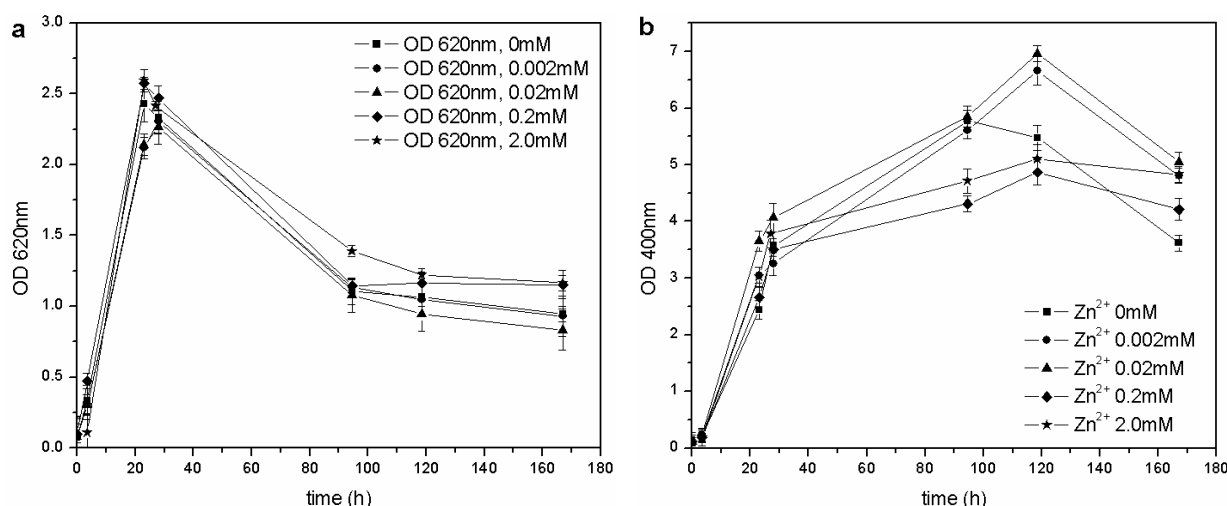 a
3.0
2.5
2.0
1.5
1.0
0.5
0.0
OD 620nm
OD 620nm, 0mM
OD 620nm, 0.002mM
OD 620nm, 0.02mM
OD 620nm, 0.2mM
OD 620nm, 2.0mM
0 20 40 60 80 100 120 140 160 180
time (h)
b
7
6
5
4
3
2
1
0
OD 400nm
Zn²⁺ 0mM
Zn²⁺ 0.002mM
Zn²⁺ 0.02mM
Zn²⁺ 0.2mM
Zn²⁺ 2.0mM
0 20 40 60 80 100 120 140 160 180
time (h)